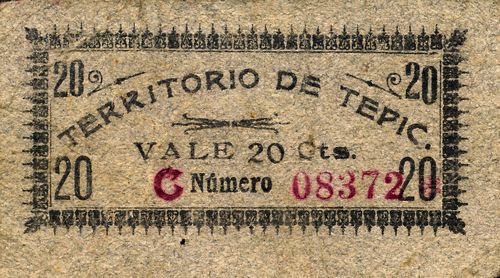 20 20
TERRITORIO DE TEPIC.
VALE 20 Cts.
20 C Número 08372 20